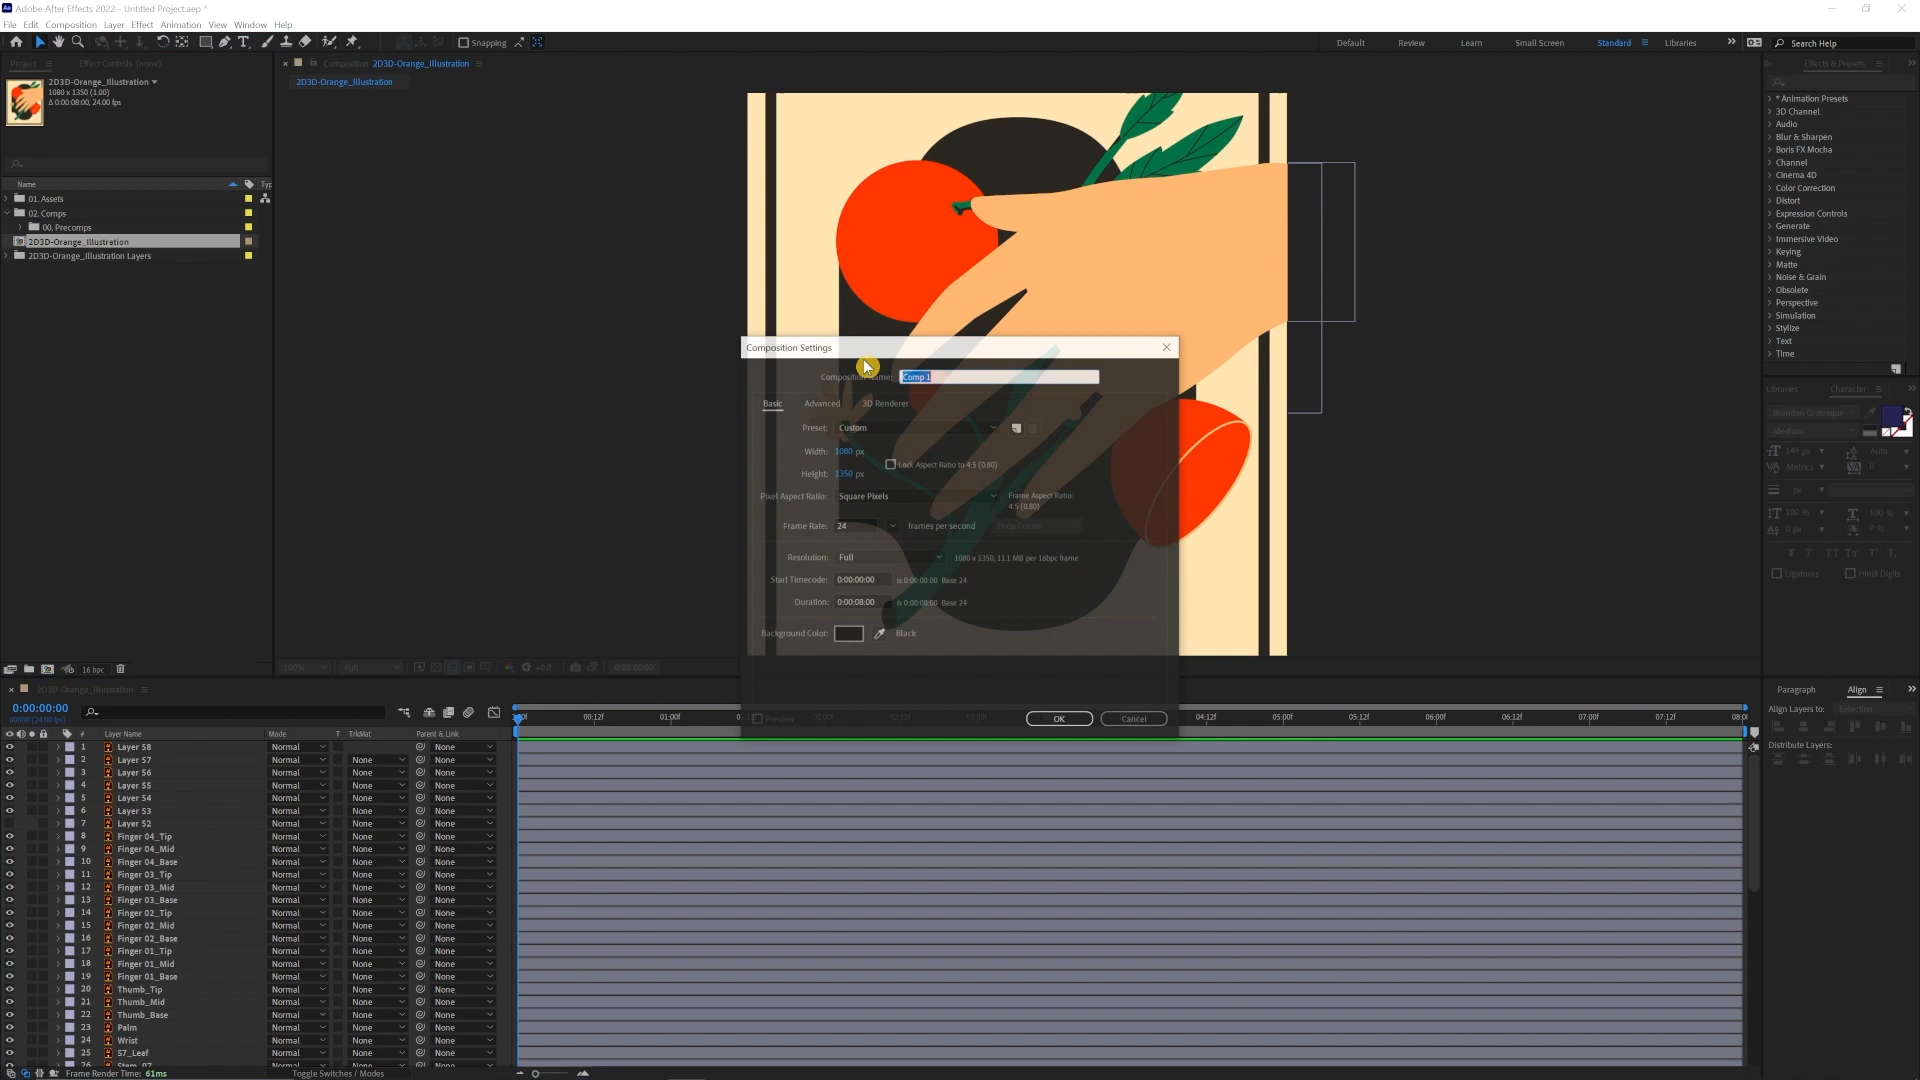 Adobe After Effects 2022 - Untitled Project.aep *
File Edit Composition Layer Effect Animation View Window Help
Snapping
Default Review Learn Small Screen Standard Libraries
Search Help
Project Effect Controls (none)
2D3D-Orange_Illustration
1080 x 1350 (1.00)
Δ 0:00:08:00, 24.00 fps
Name Typ
01. Assets
02. Comps
00. Precomps
2D3D-Orange_Illustration
2D3D-Orange_Illustration Layers
16 bpc
Composition 2D3D-Orange_Illustration
2D3D-Orange_Illustration
100% Full +0.0 0:00:00:00
Composition Settings
Composition Name: Comp 1
Basic Advanced 3D Renderer
Preset: Custom
Width: 1080 px
Lock Aspect Ratio to 4:5 (0.80)
Height: 1350 px
Pixel Aspect Ratio: Square Pixels Frame Aspect Ratio:
4:5 (0.80)
Frame Rate: 24 frames per second Drop Frame
Resolution: Full 1080 x 1350, 11.1 MB per 16bpc frame
Start Timecode: 0:00:00:00 is 0:00:00:00 Base 24
Duration: 0:00:08:00 is 0:00:08:00 Base 24
Background Color: Black
Preview OK Cancel
Effects & Presets
* Animation Presets
3D Channel
Audio
Blur & Sharpen
Boris FX Mocha
Channel
Cinema 4D
Color Correction
Distort
Expression Controls
Generate
Immersive Video
Keying
Matte
Noise & Grain
Obsolete
Perspective
Simulation
Stylize
Text
Time
Libraries Character
Brandon Grotesque
Medium
149 px Auto
Metrics 0
- px
100 % 100 %
0 px 0 %
Ligatures Hindi Digits
Paragraph Align
Align Layers to: Selection
Distribute Layers:
2D3D-Orange_Illustration
0:00:00:00
00000 (24.00 fps)
00:12f 01:00f 02:00f 02:12f 03:00f 04:12f 05:00f 05:12f 06:00f 06:12f 07:00f 07:12f 08:0
# Layer Name Mode T TrkMat Parent & Link
1 Layer 58 Normal None
2 Layer 57 Normal None None
3 Layer 56 Normal None None
4 Layer 55 Normal None None
5 Layer 54 Normal None None
6 Layer 53 Normal None None
7 Layer 52 Normal None None
8 Finger 04_Tip Normal None None
9 Finger 04_Mid Normal None None
10 Finger 04_Base Normal None None
11 Finger 03_Tip Normal None None
12 Finger 03_Mid Normal None None
13 Finger 03_Base Normal None None
14 Finger 02_Tip Normal None None
15 Finger 02_Mid Normal None None
16 Finger 02_Base Normal None None
17 Finger 01_Tip Normal None None
18 Finger 01_Mid Normal None None
19 Finger 01_Base Normal None None
20 Thumb_Tip Normal None None
21 Thumb_Mid Normal None None
22 Thumb_Base Normal None None
23 Palm Normal None None
24 Wrist Normal None None
25 S7_Leaf Normal None None
26 Stem_07
Frame Render Time: 61ms Toggle Switches / Modes